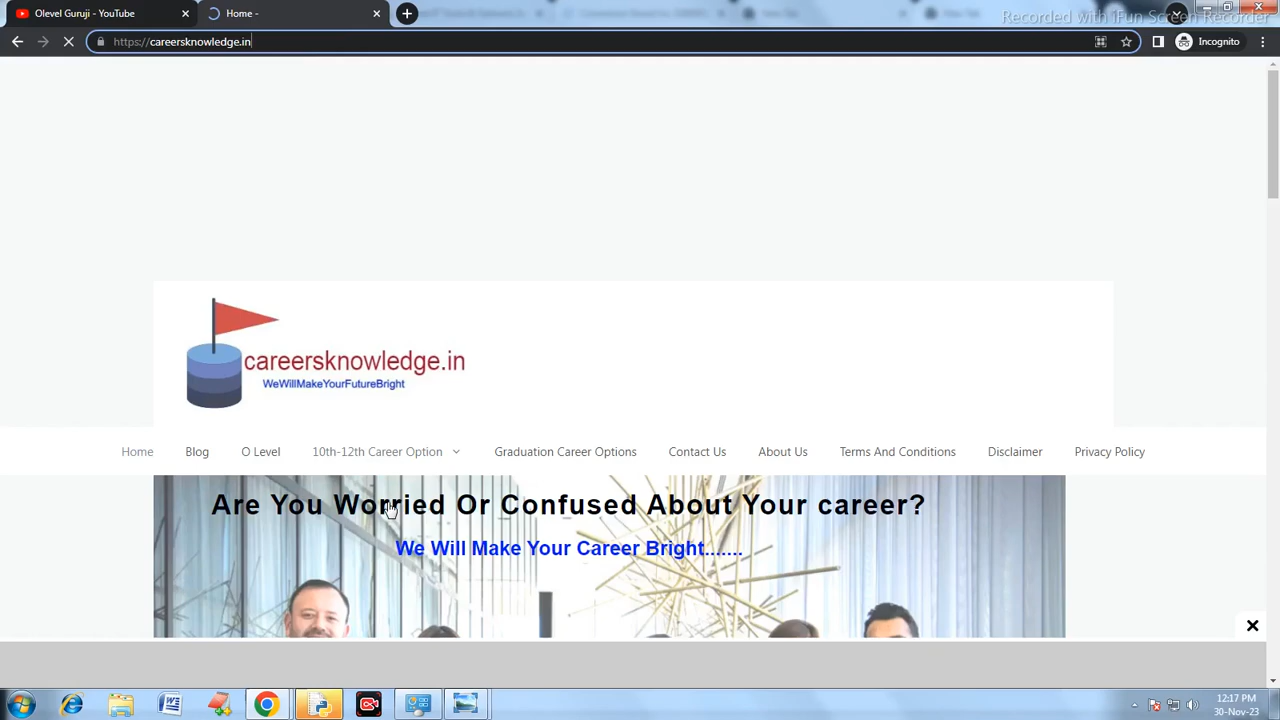 Olevel Guruji - YouTube
Home -
Recorded with iFun Screen Recorder
https://careersknowledge.in
Incognito
careersknowledge.in
WeWillMakeYourFutureBright
Home Blog O Level 10th-12th Career Option Graduation Career Options Contact Us About Us Terms And Conditions Disclaimer Privacy Policy
Are You Worried Or Confused About Your career?
We Will Make Your Career Bright.......
12:17 PM
30-Nov-23